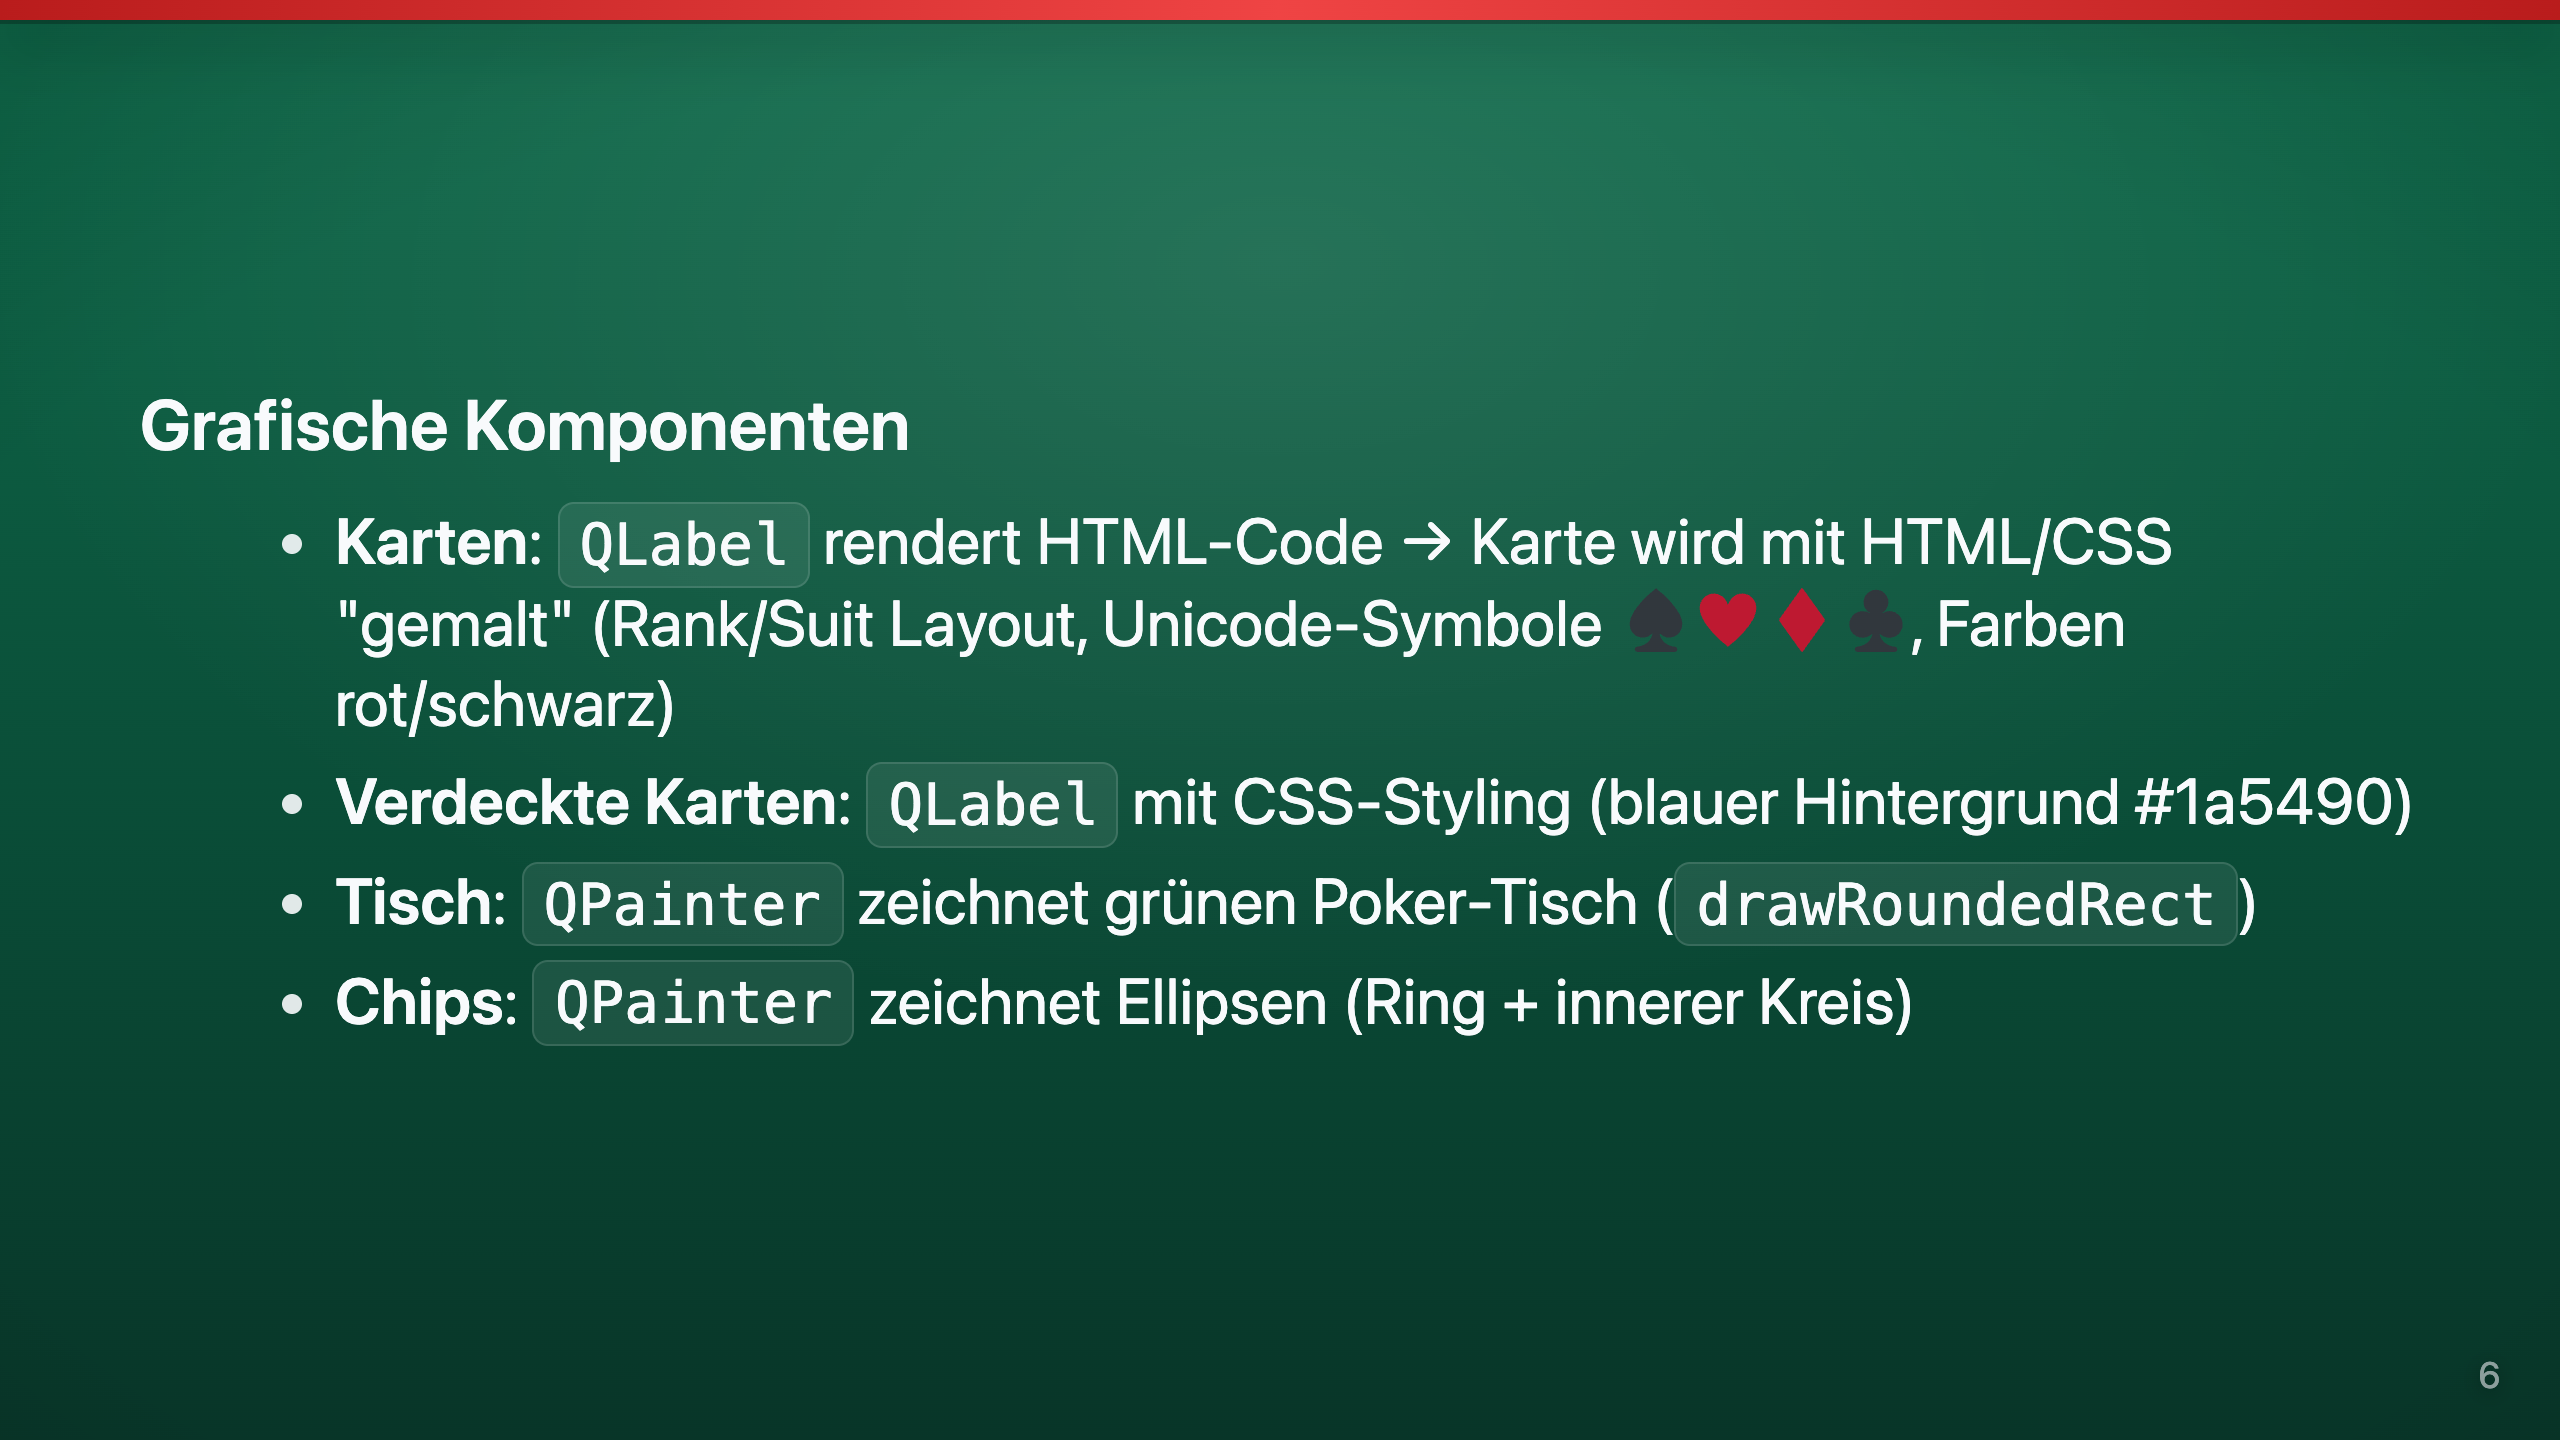 Grafische Komponenten
• Karten: QLabel rendert HTML-Code → Karte wird mit HTML/CSS
"gemalt" (Rank/Suit Layout, Unicode-Symbole ♠️♥️♦️♣️, Farben
rot/schwarz)
• Verdeckte Karten: QLabel mit CSS-Styling (blauer Hintergrund #1a5490)
• Tisch: QPainter zeichnet grünen Poker-Tisch (drawRoundedRect)
• Chips: QPainter zeichnet Ellipsen (Ring + innerer Kreis)
6